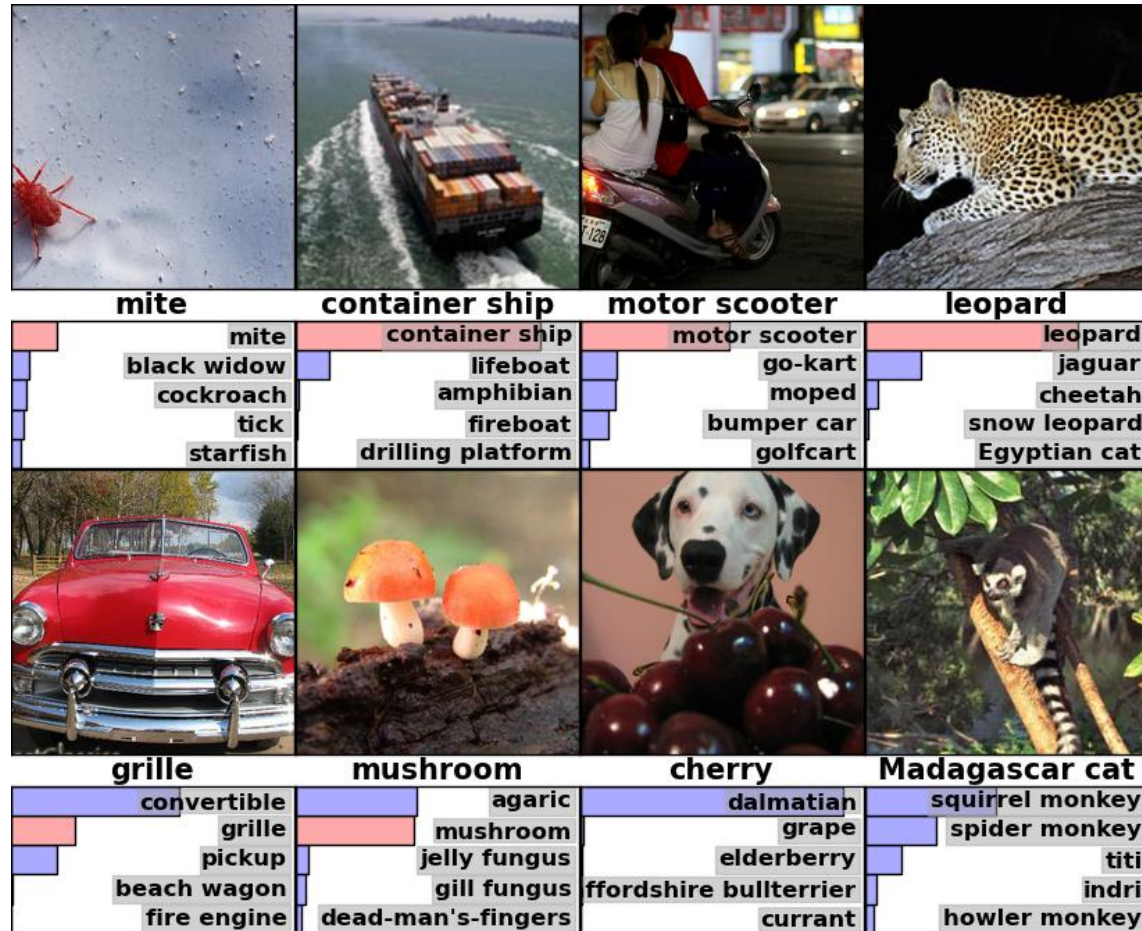 T-128
mite
container ship
motor scooter
leopard
mite
black widow
cockroach
tick
starfish
container ship
lifeboat
amphibian
fireboat
drilling platform
motor scooter
go-kart
moped
bumper car
golfcart
leopard
jaguar
cheetah
snow leopard
Egyptian cat
grille
mushroom
cherry
Madagascar cat
convertible
grille
pickup
beach wagon
fire engine
agaric
mushroom
jelly fungus
gill fungus
dead-man's-fingers
dalmatian
grape
elderberry
ffordshire bullterrier
currant
squirrel monkey
spider monkey
titi
indri
howler monkey